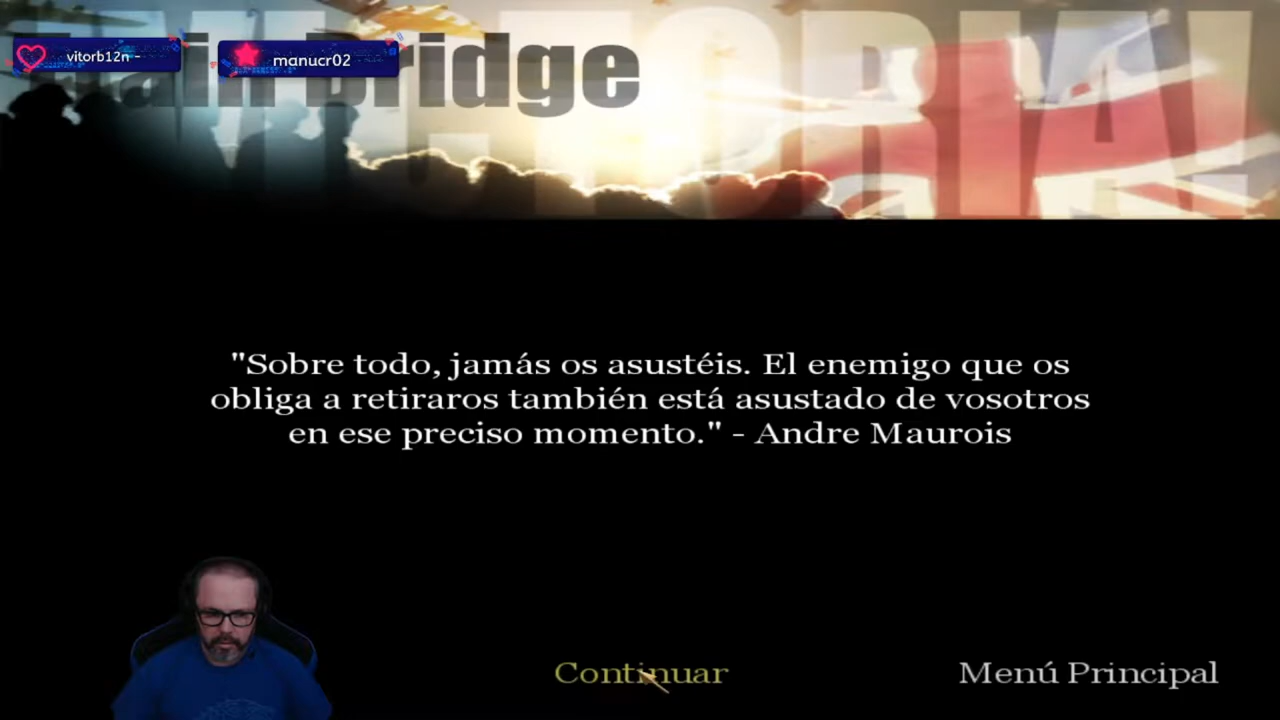 vitorb12n -
manucr02
ain Bridge
"Sobre todo, jamás os asustéis. El enemigo que os
obliga a retiraros también está asustado de vosotros
en ese preciso momento." - Andre Maurois
Continuar
Menú Principal